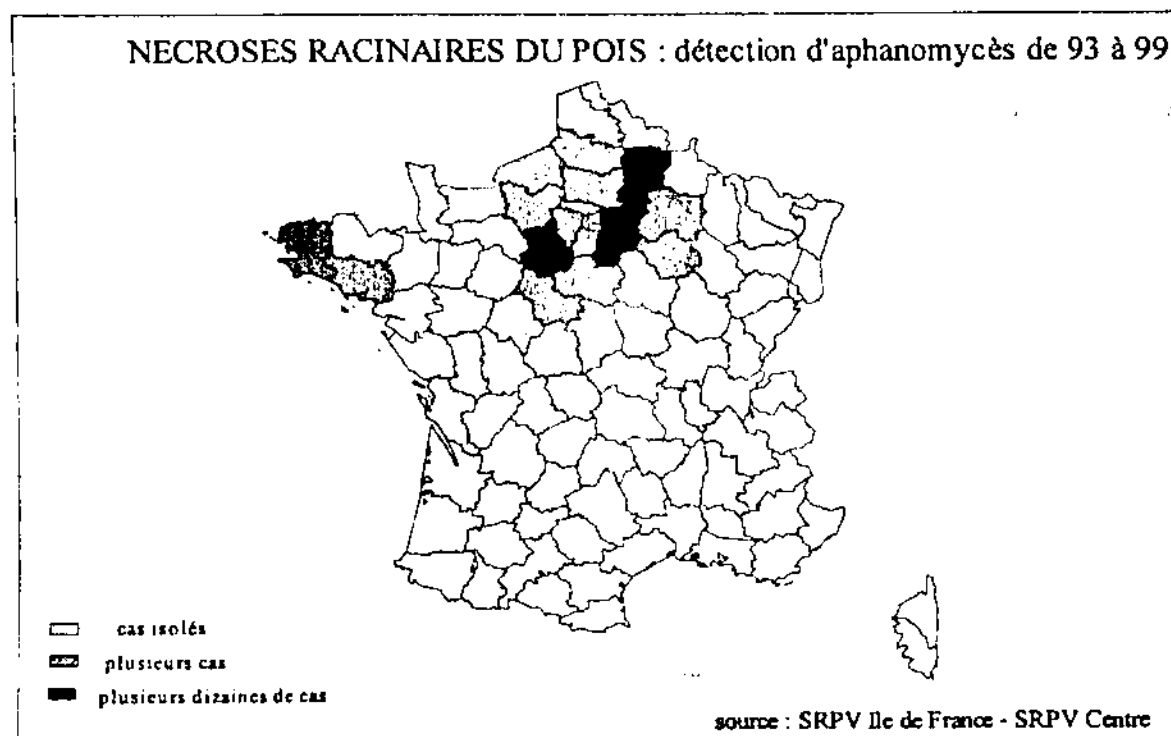 NECROSES RACINAIRES DU POIS : détection d'aphanomycès de 93 à 99
cas isolés
plusieurs cas
plusieurs dizaines de cas
source : SRPV Ile de France - SRPV Centre